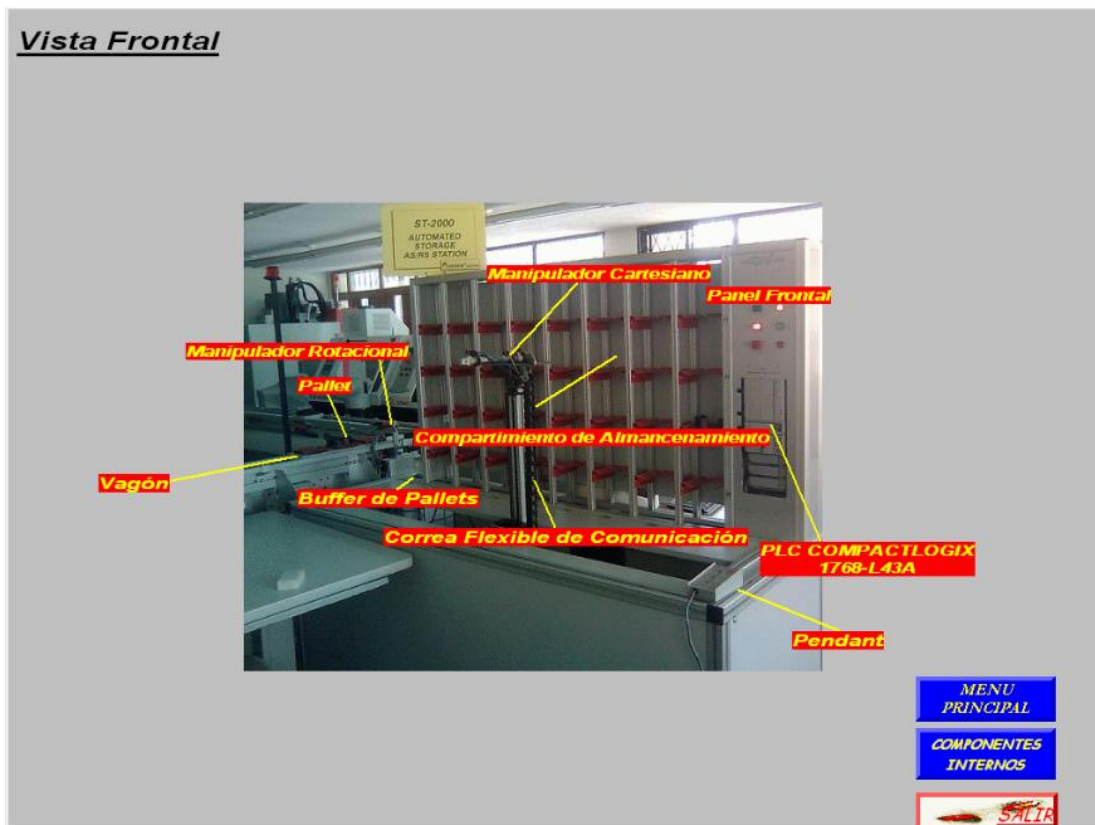 Vista Frontal
ST-2000
AUTOMATED
STORAGE
AS/RS STATION
Manipulador Cartesiano
Panel Frontal
Manipulador Rotacional
Pallet
Compartimiento de Almancenamiento
Vagón
Buffer de Pallets
Correa Flexible de Comunicación
PLC COMPACTLOGIX
1768-L43A
Pendant
MENU
PRINCIPAL
COMPONENTES
INTERNOS
SALIR